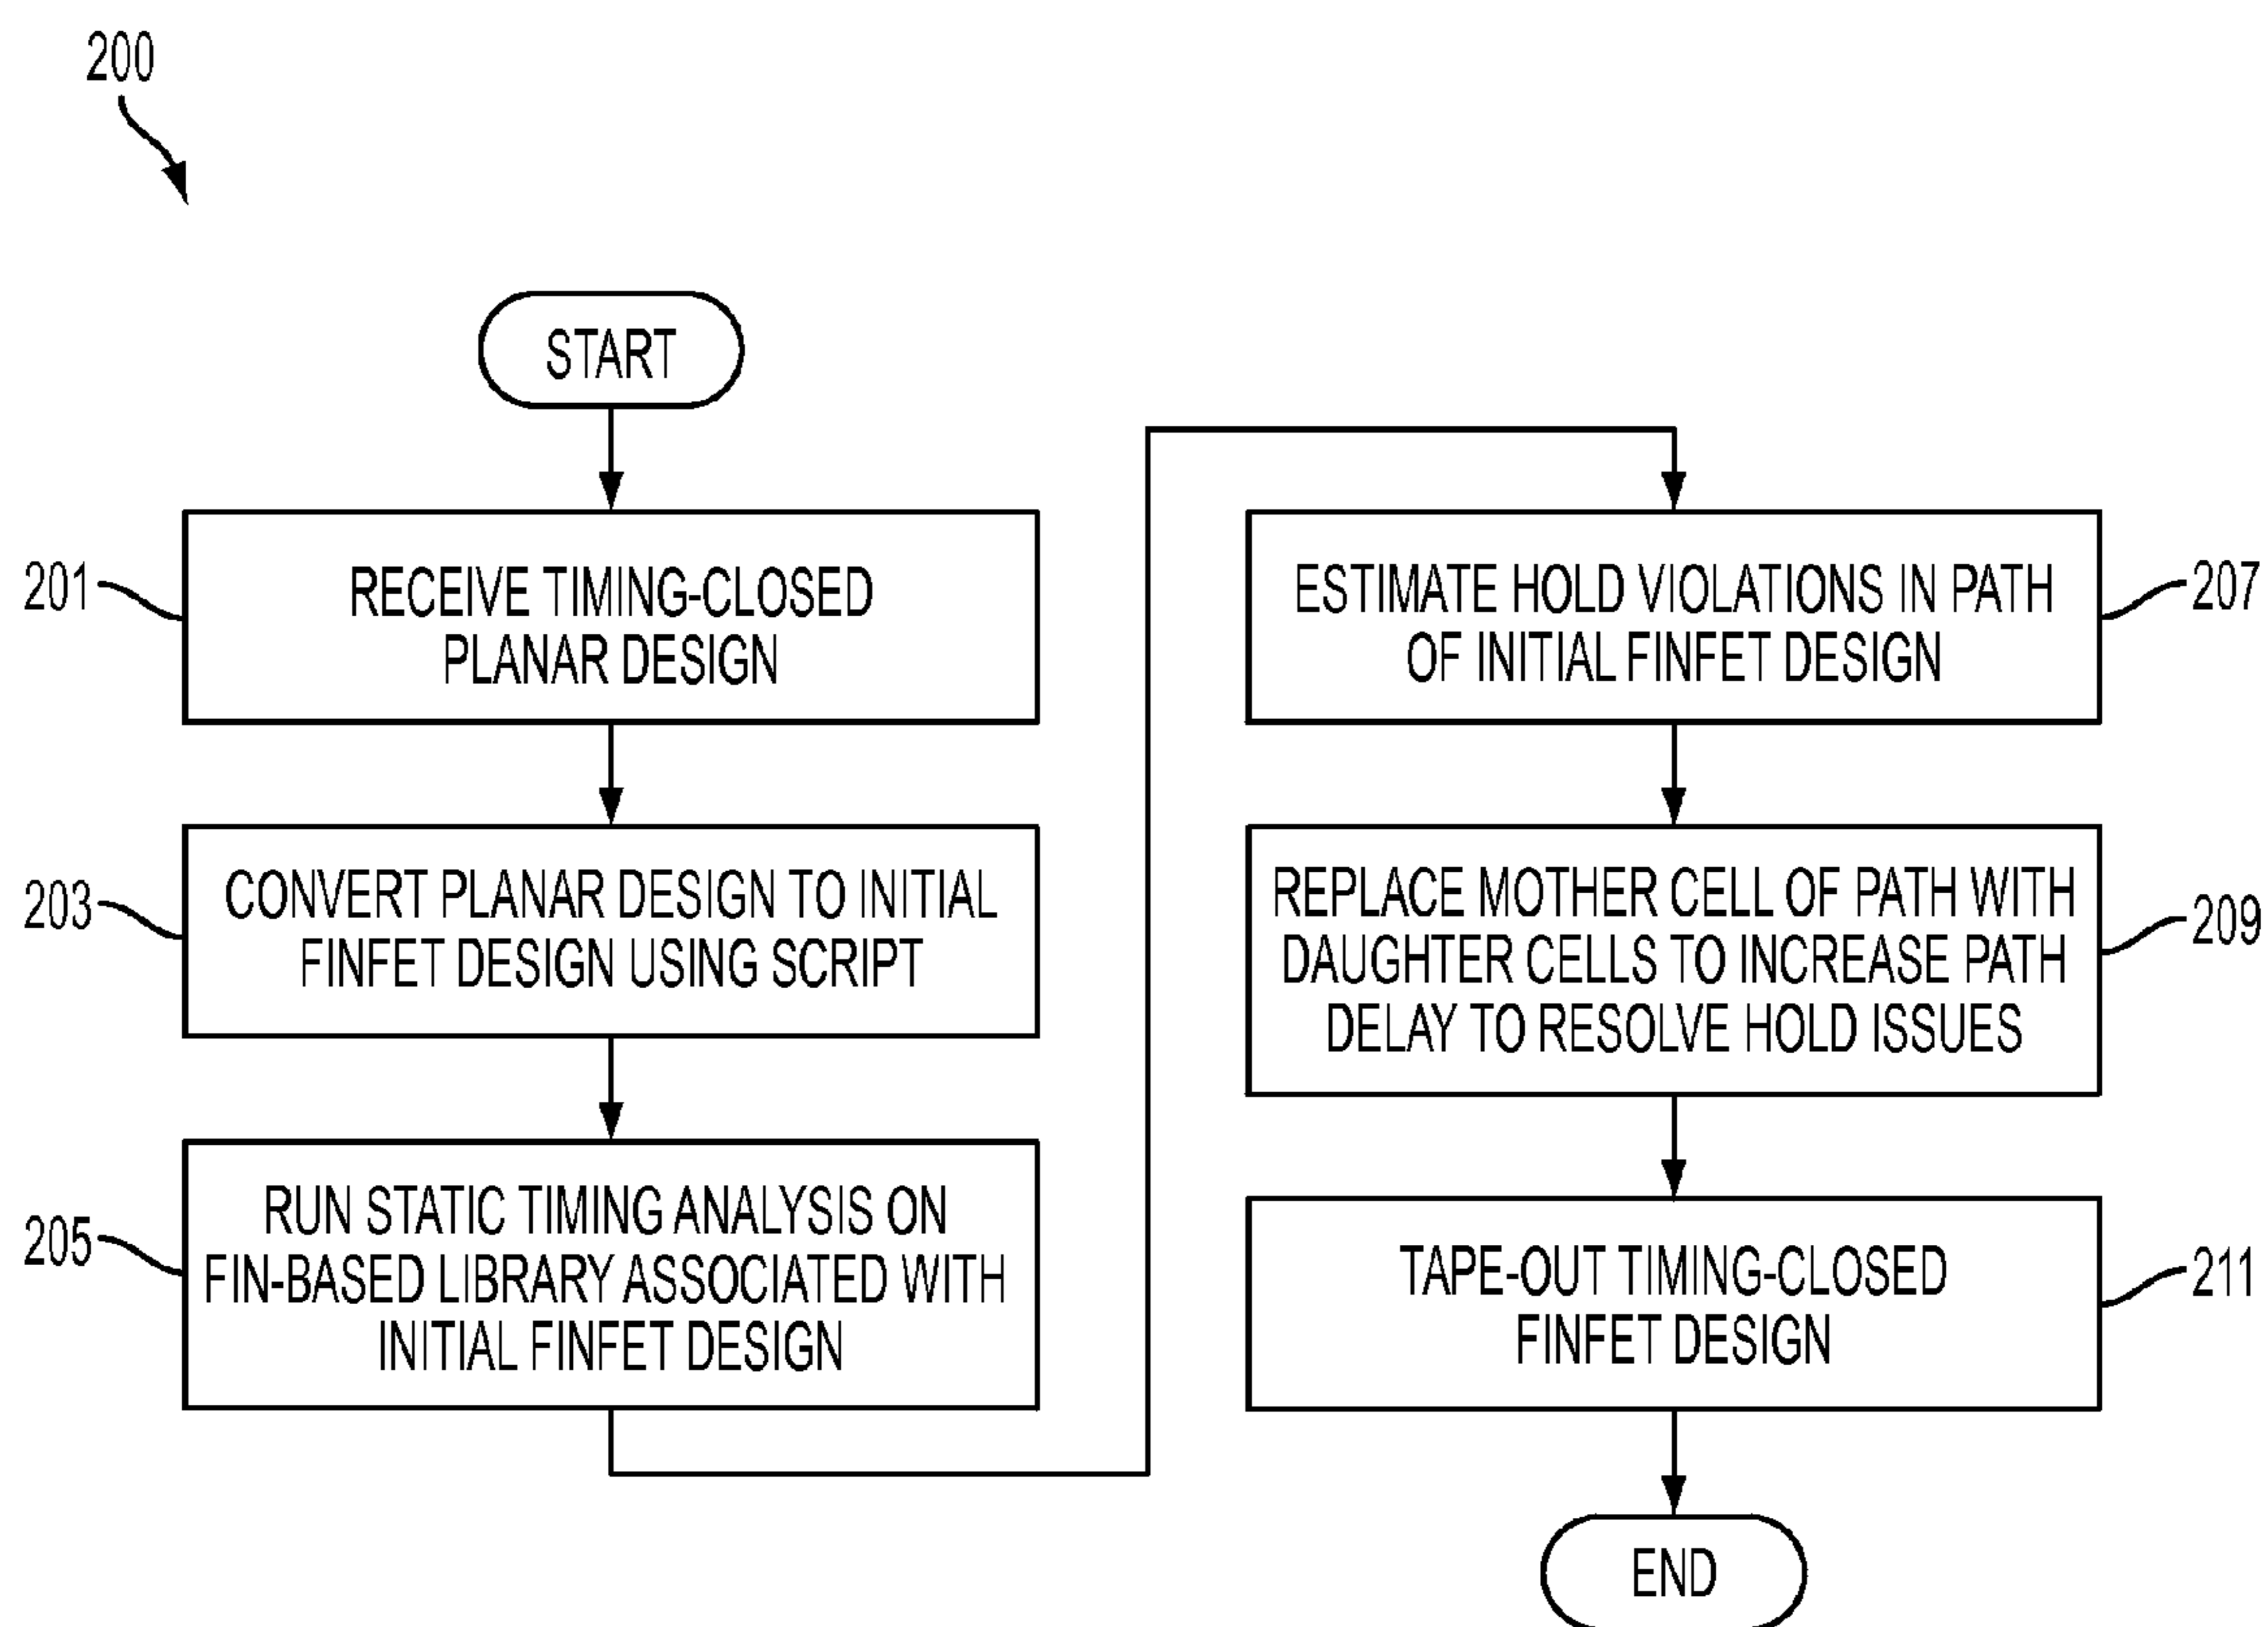 200
START
201
RECEIVE TIMING-CLOSED
PLANAR DESIGN
203
CONVERT PLANAR DESIGN TO INITIAL
FINFET DESIGN USING SCRIPT
205
RUN STATIC TIMING ANALYSIS ON
FIN-BASED LIBRARY ASSOCIATED WITH
INITIAL FINFET DESIGN
ESTIMATE HOLD VIOLATIONS IN PATH
OF INITIAL FINFET DESIGN
207
REPLACE MOTHER CELL OF PATH WITH
DAUGHTER CELLS TO INCREASE PATH
DELAY TO RESOLVE HOLD ISSUES
209
TAPE-OUT TIMING-CLOSED
FINFET DESIGN
211
END